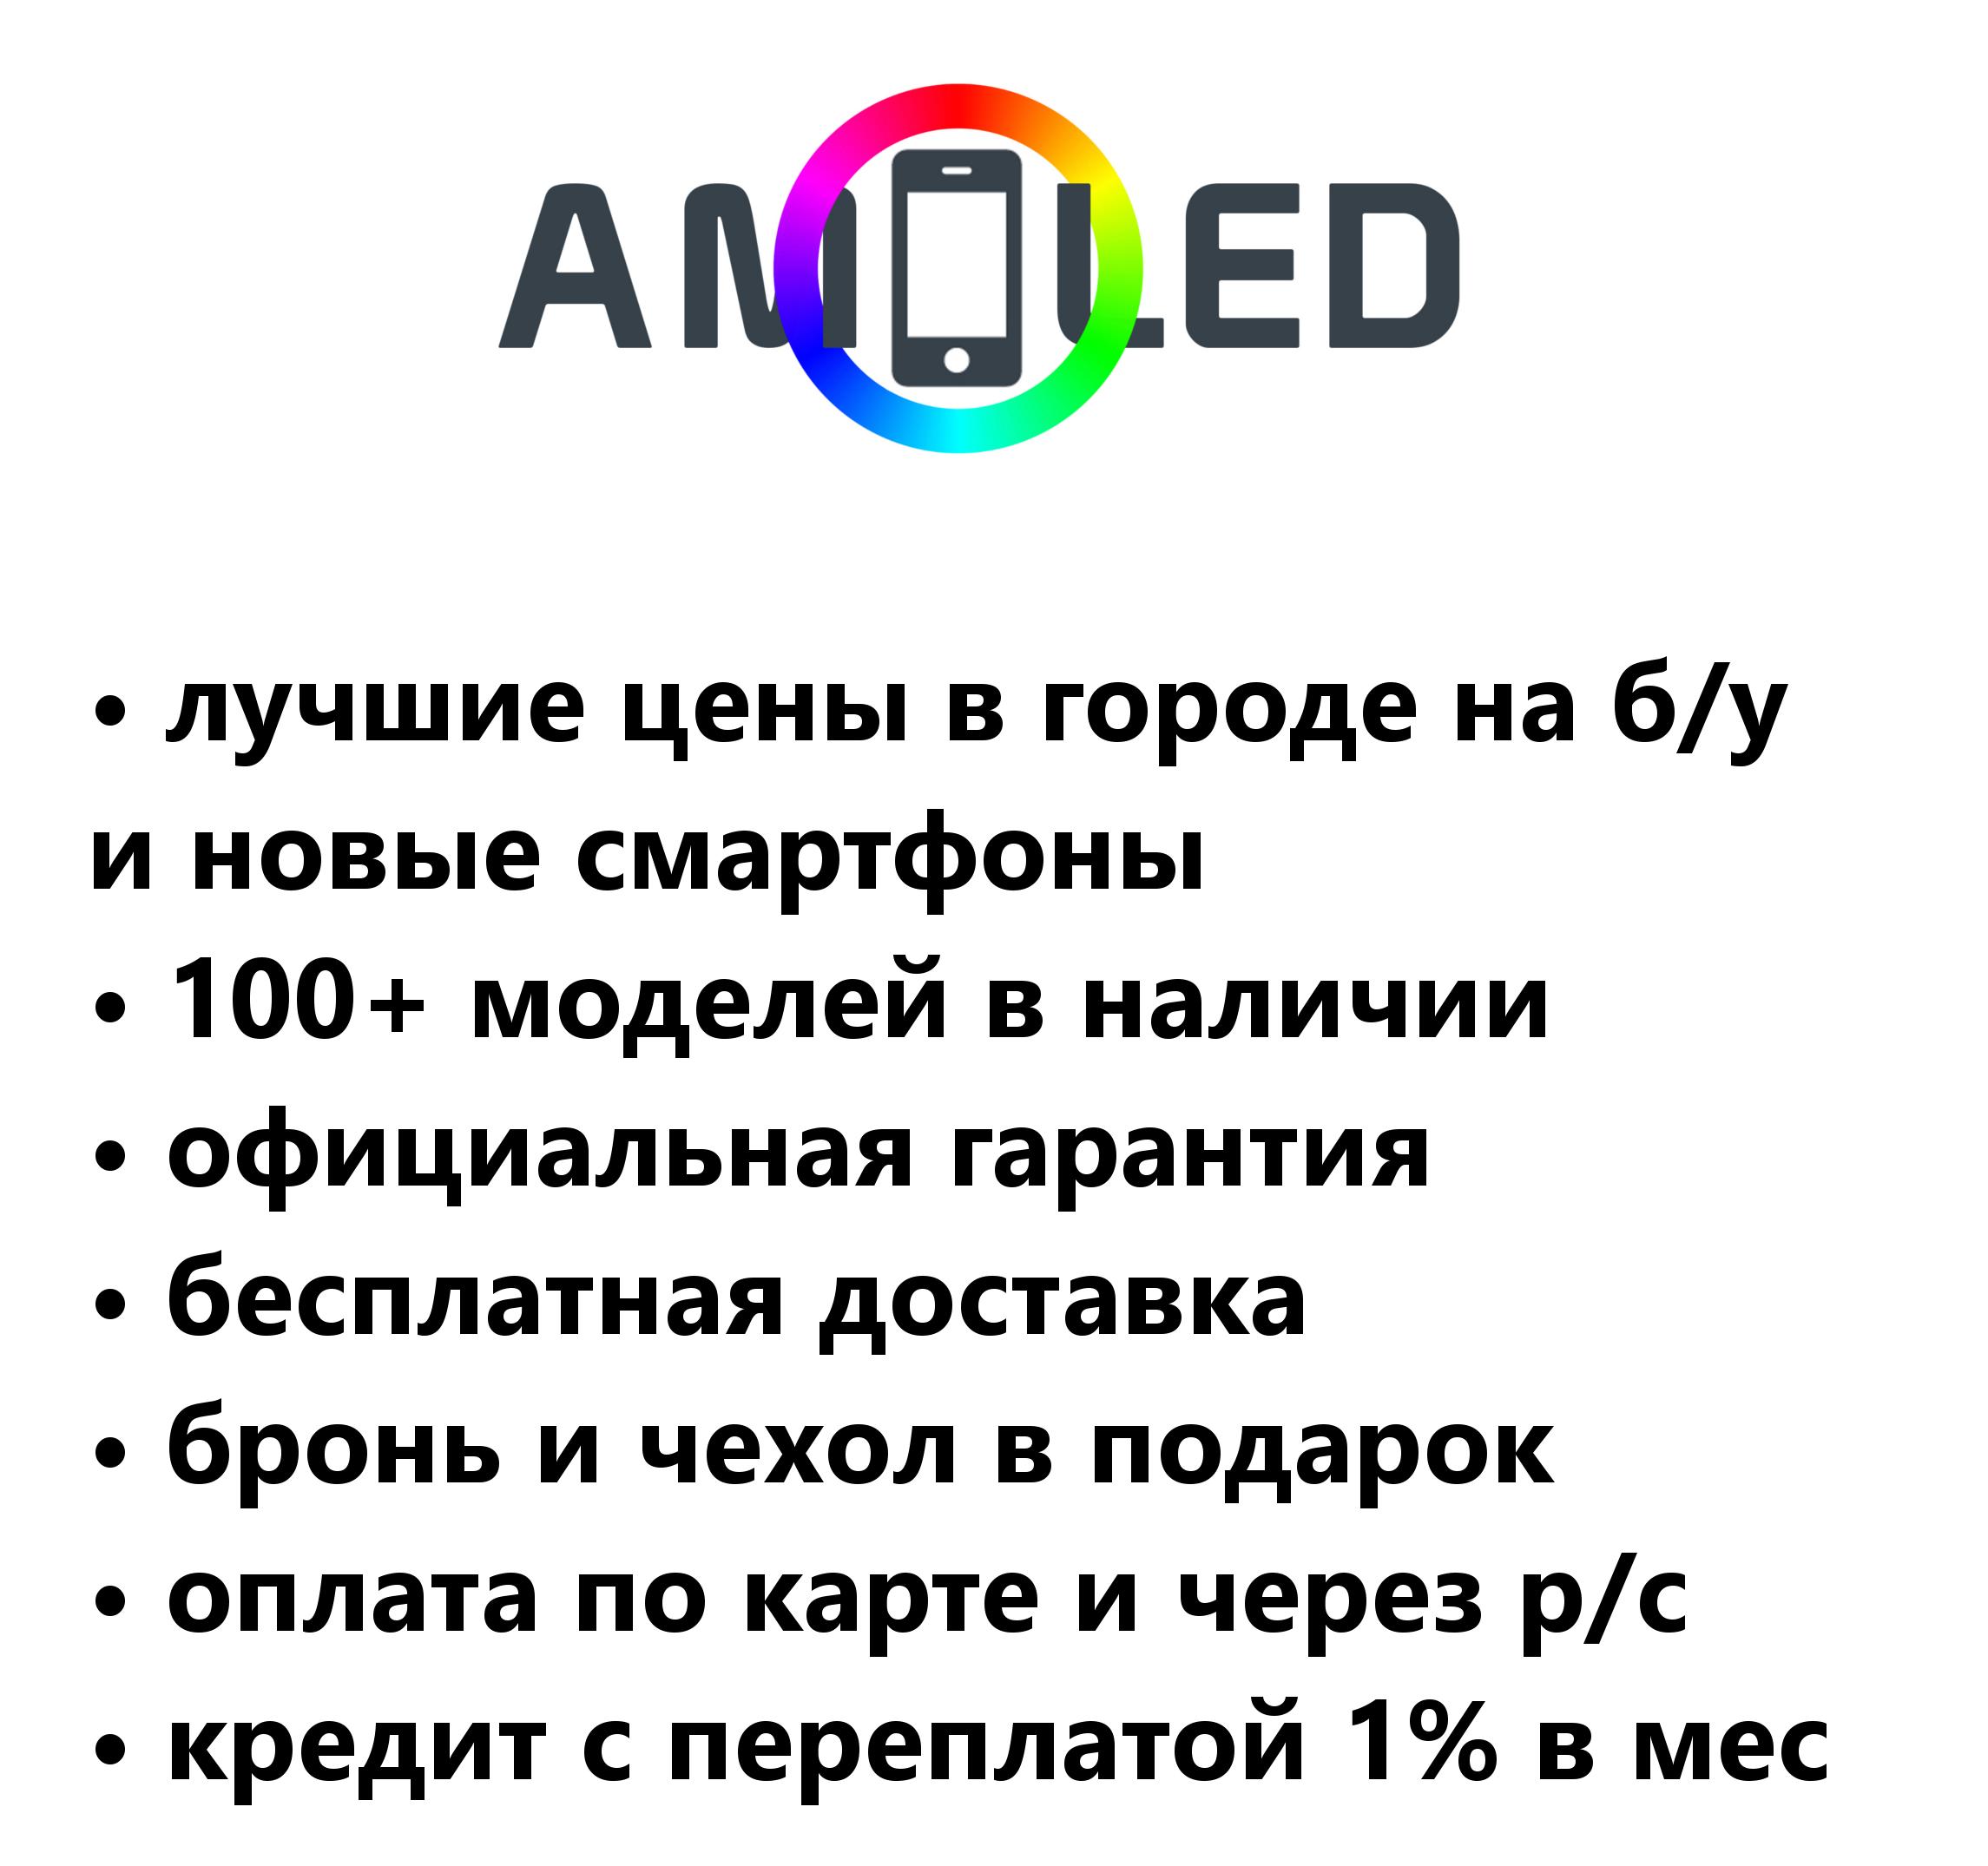 AMOLED
• лучшие цены в городе на б/у
и новые смартфоны
• 100+ моделей в наличии
• официальная гарантия
• бесплатная доставка
• бронь и чехол в подарок
• оплата по карте и через р/с
• кредит с переплатой 1% в мес